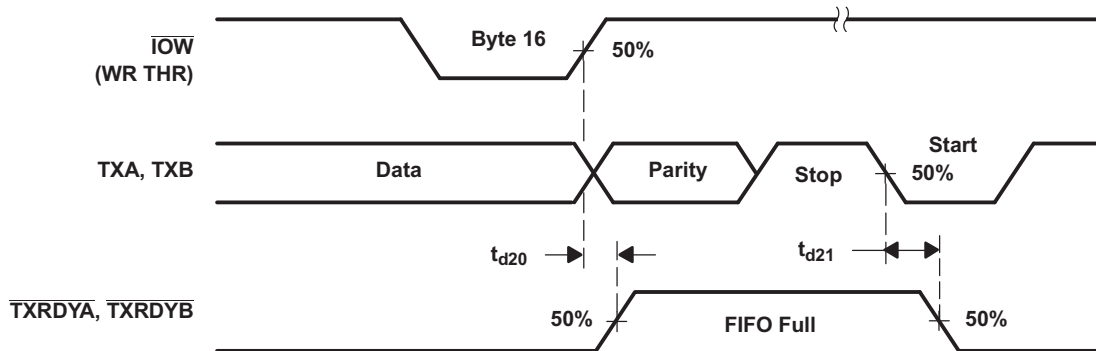 IOW
(WR THR)
Byte 16
50%
TXA, TXB
Data
Parity
Stop
Start
50%
td20
td21
TXRDYA, TXRDYB
50%
FIFO Full
50%